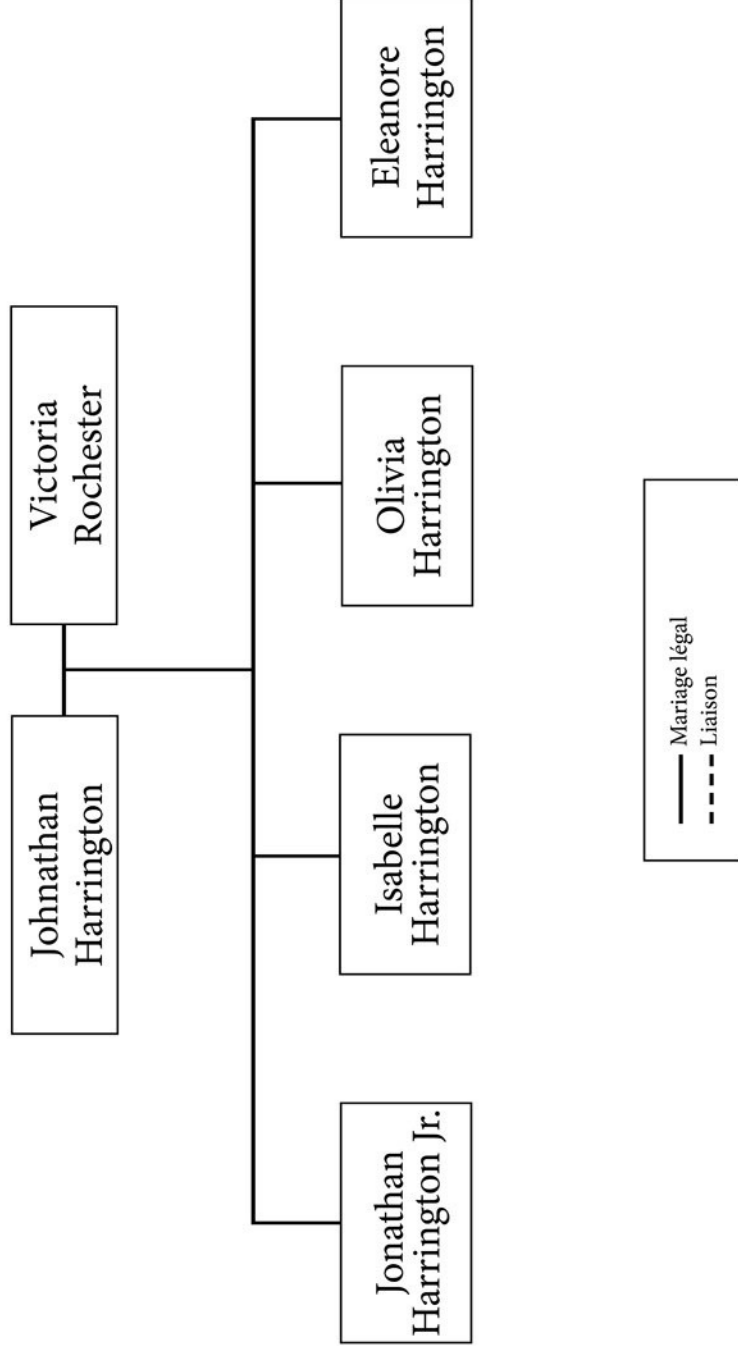 Johnathan
Harrington
Victoria
Rochester
Jonathan
Harrington Jr.
Isabelle
Harrington
Olivia
Harrington
Eleanore
Harrington
Mariage légal
Liaison